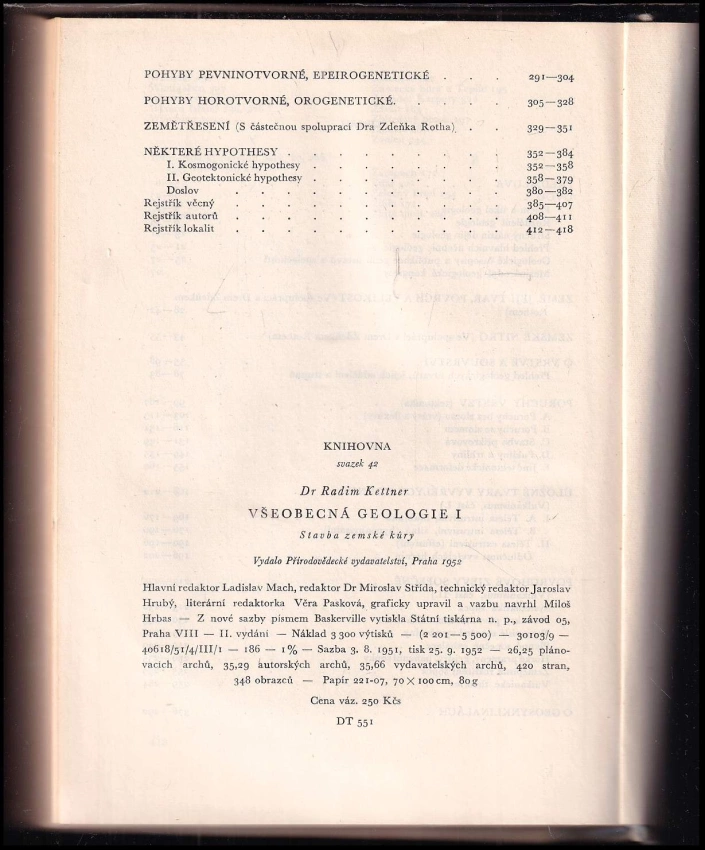 POHYBY PEVNINOTVORNÉ, EPEIROGENETICKÉ . . . 291—304
POHYBY HOROTVORNÉ, OROGENETICKÉ. . . . . 305—328
ZEMĚTŘESENÍ (S částečnou spoluprací Dra Zdeňka Rotha) . . 329—351
NĚKTERÉ HYPOTHESY . . . . . . . . . 352—384
I. Kosmogonické hypothesy . . . . . . . . 352—358
II. Geotektonické hypothesy . . . . . . . . 358—379
Doslov . . . . . . . . . . . 380—382
Rejstřík věcný . . . . . . . . . . . 385—407
Rejstřík autorů . . . . . . . . . . . 408—411
Rejstřík lokalit . . . . . . . . . . . 412—418
KNIHOVNA
svazek 42
Dr Radim Kettner
VŠEOBECNÁ GEOLOGIE I
Stavba zemské kůry
Vydalo Přírodovědecké vydavatelství, Praha 1952
Hlavní redaktor Ladislav Mach, redaktor Dr Miroslav Střída, technický redaktor Jaroslav
Hrubý, literární redaktorka Věra Pasková, graficky upravil a vazbu navrhl Miloš
Hrbas — Z nové sazby písmem Baskerville vytiskla Státní tiskárna n. p., závod 05,
Praha VIII — II. vydání — Náklad 3 300 výtisků — (2 201—5 500) — 30103/9 —
40618/51/4/III/1 — 186 — 1% — Sazba 3. 8. 1951, tisk 25. 9. 1952 — 26,25 pláno-
vacích archů, 35,29 autorských archů, 35,66 vydavatelských archů, 420 stran,
348 obrazců — Papír 221-07, 70 × 100 cm, 80 g
Cena váz. 250 Kčs
DT 551